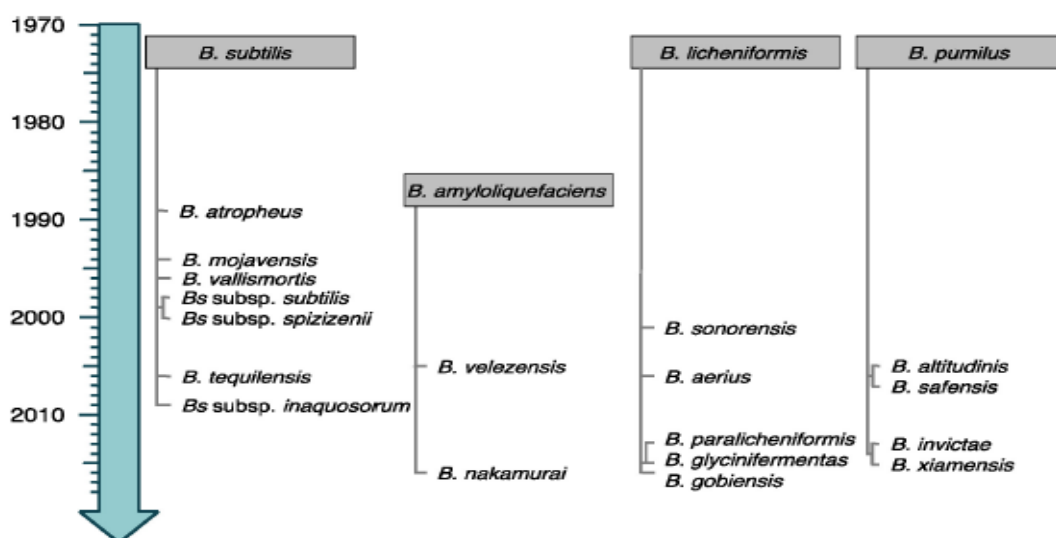 1970
1980
1990
2000
2010
B. subtilis
B. atropheus
B. mojavensis
B. vallismortis
Bs subsp. subtilis
Bs subsp. spizizenii
B. tequilensis
Bs subsp. inaquosorum
B. amyloliquefaciens
B. velezensis
B. nakamurai
B. licheniformis
B. sonorensis
B. aerius
B. paralicheniformis
B. glycinifermentas
B. gobiensis
B. pumilus
B. altitudinis
B. safensis
B. invictae
B. xiamensis